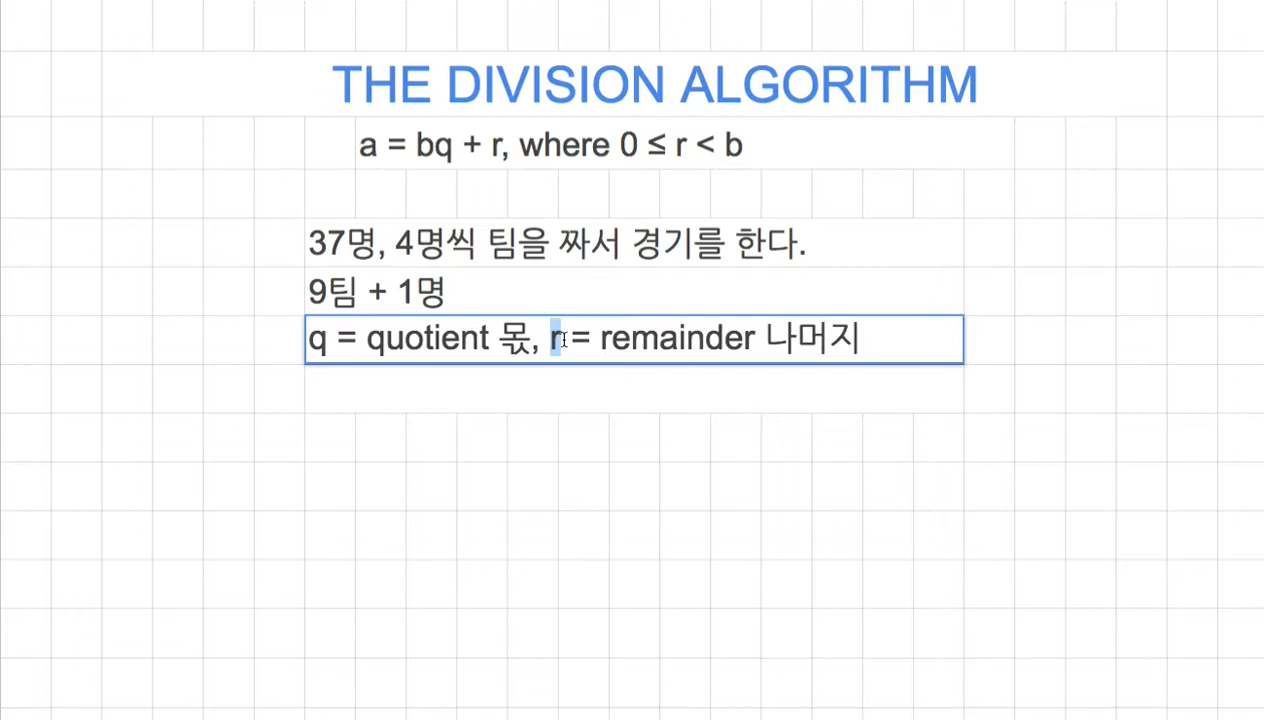 THE DIVISION ALGORITHM
a = bq + r, where 0 ≤ r < b
37명, 4명씩 팀을 짜서 경기를 한다.
9팀 + 1명
q = quotient 몫, r = remainder 나머지